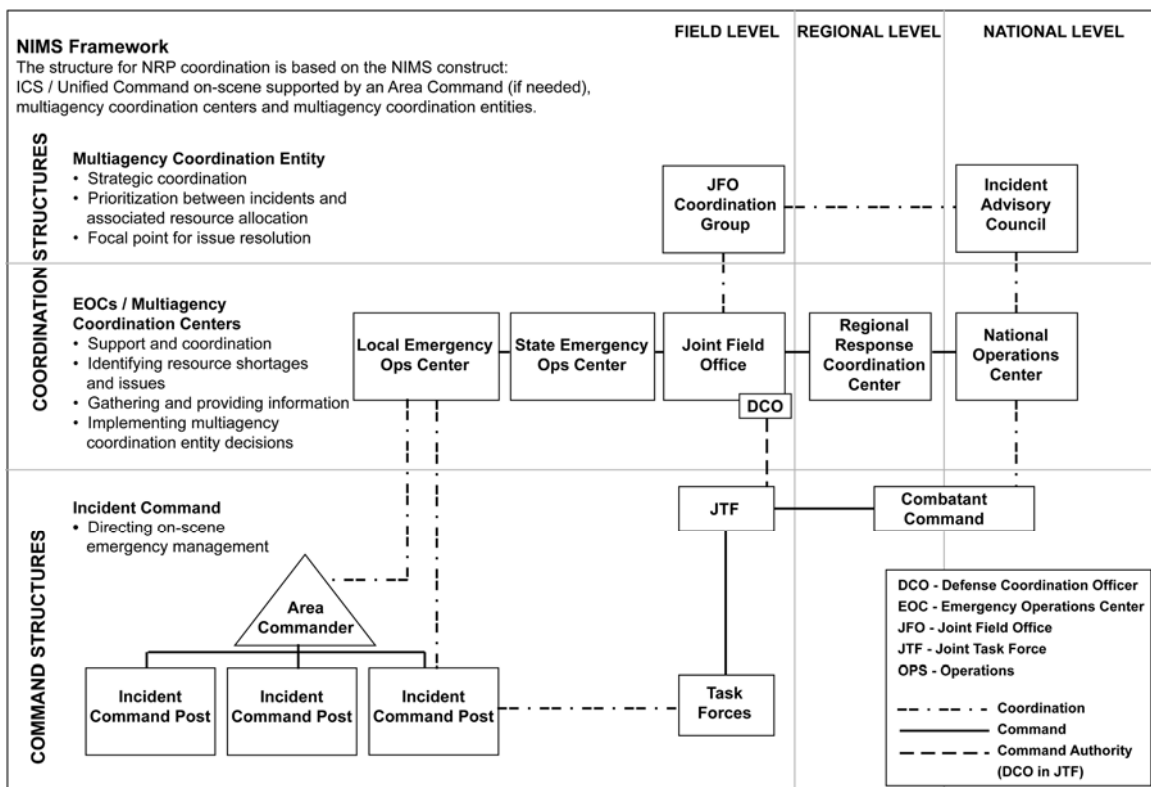 FIELD LEVEL
REGIONAL LEVEL
NATIONAL LEVEL
NIMS Framework
The structure for NRP coordination is based on the NIMS construct:
ICS / Unified Command on-scene supported by an Area Command (if needed),
multiagency coordination centers and multiagency coordination entities.
COORDINATION STRUCTURES
Multiagency Coordination Entity
• Strategic coordination
• Prioritization between incidents and
associated resource allocation
• Focal point for issue resolution
JFO
Coordination
Group
Incident
Advisory
Council
EOCs / Multiagency
Coordination Centers
• Support and coordination
• Identifying resource shortages
and issues
• Gathering and providing information
• Implementing multiagency
coordination entity decisions
Local Emergency
Ops Center
State Emergency
Ops Center
Joint Field
Office
DCO
Regional
Response
Coordination
Center
National
Operations
Center
COMMAND STRUCTURES
Incident Command
• Directing on-scene
emergency management
JTF
Combatant
Command
Area
Commander
Incident
Command Post
Incident
Command Post
Incident
Command Post
Task
Forces
DCO - Defense Coordination Officer
EOC - Emergency Operations Center
JFO - Joint Field Office
JTF - Joint Task Force
OPS - Operations
Coordination
Command
Command Authority
(DCO in JTF)